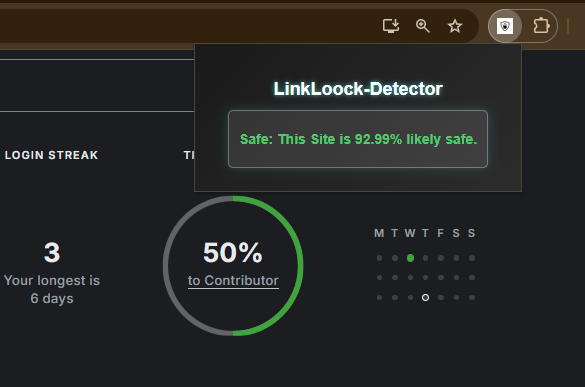 LinkLoock-Detector
Safe: This Site is 92.99% likely safe.
LOGIN STREAK
TI
3
Your longest is
6 days
50%
to Contributor
M T W T F S S